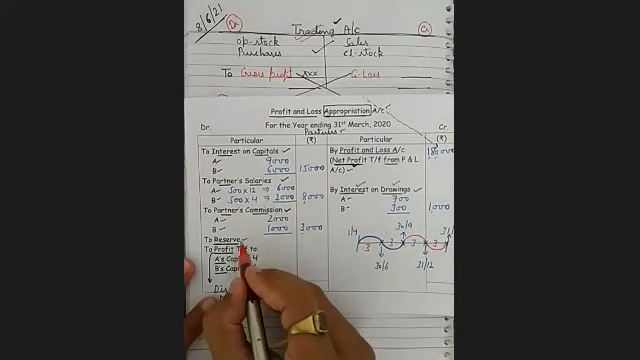 8/6/21 Dr Trading A/c Cr
op. stock Sales
Purchases cl. stock
To Gross profit xxx G. Loss
Profit and Loss Appropriation A/c
For the Year ending 31st March, 2020
Dr. Partners Cr.
Particular (₹) Particular (₹)
To Interest on Capitals
A 9000
B 6000 15000
To Partner's Salaries
A 500 x 12 ⇒ 6000
B 500 x 4 ⇒ 2000 8000
To Partner's Commission
A 2000
B 1000 3000
To Reserve
To Profit T/f to:
A's Capi
B's Capi
By Profit and Loss A/c 180000
(Net Profit T/f from P & L
A/c)
By Interest on Drawings
A 700
B 300 1000
1/4 30/9 31/
3 3 3 3
30/6 31/12